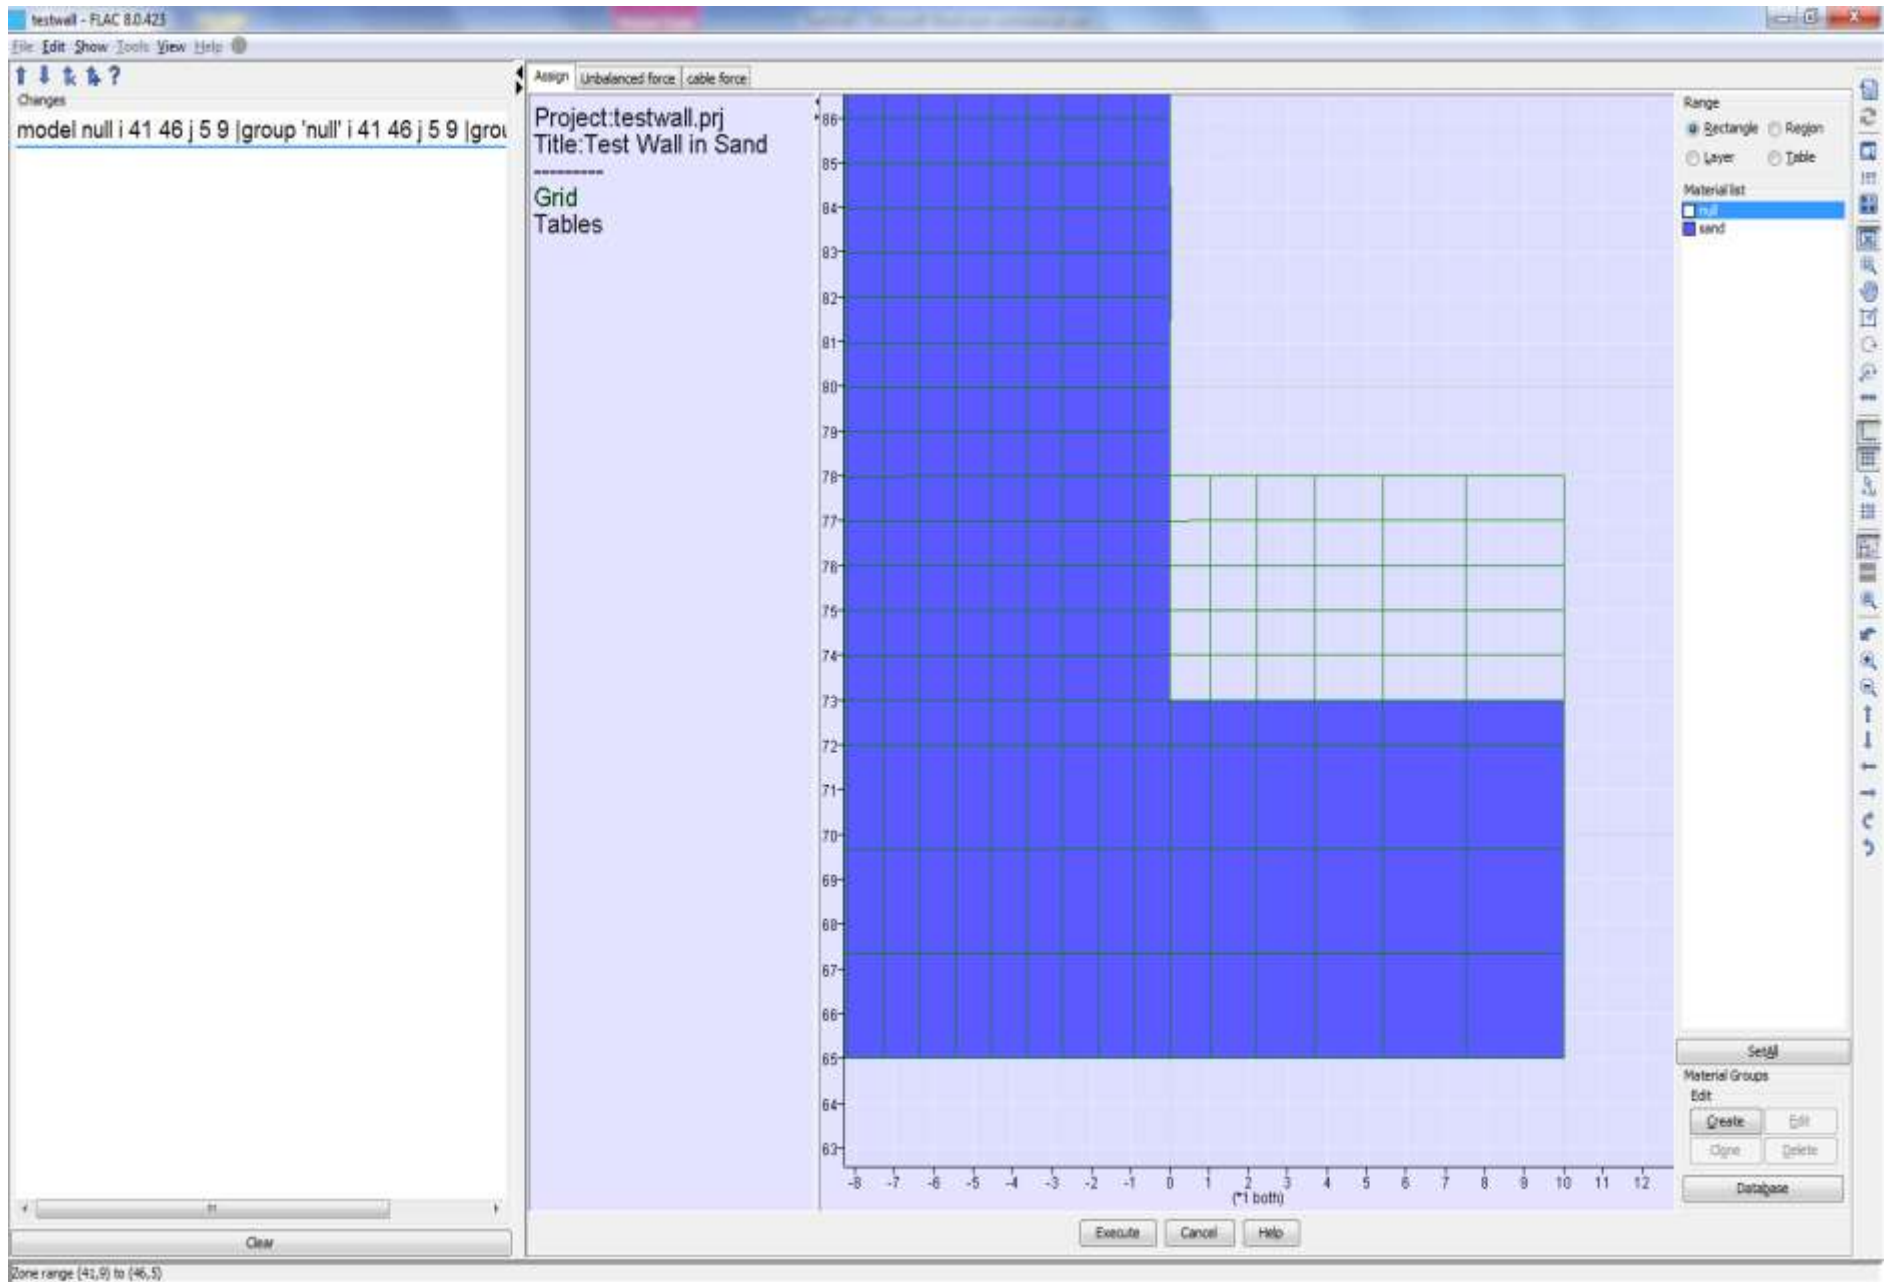 testwall - FLAC 8.0.423
File Edit Show Tools View Help
Changes
model null i 41 46 j 5 9 |group 'null' i 41 46 j 5 9 |grou
Clear
Zone range (41,9) to (46,5)
Assign Unbalanced force cable force
Project:testwall.prj
Title:Test Wall in Sand
---------
Grid
Tables
86
85
84
83
82
81
80
79
78
77
76
75
74
73
72
71
70
69
68
67
66
65
64
63
-8 -7 -6 -5 -4 -3 -2 -1 0 1 2 3 4 5 6 7 8 9 10 11 12
(*1 both)
Execute Cancel Help
Range
Rectangle Region
Layer Table
Material list
null
sand
SetAll
Material Groups
Edit
Create Edit
Clone Delete
Database